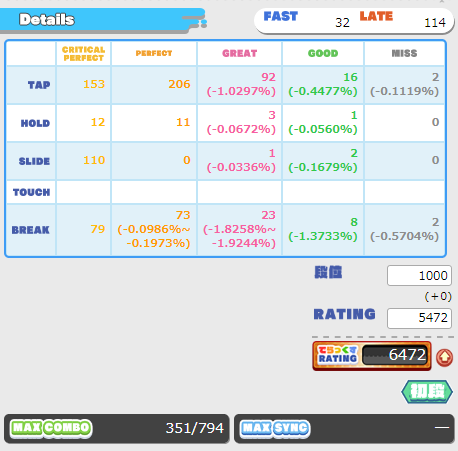 Details
FAST 32 LATE 114
CRITICAL PERFECT PERFECT GREAT GOOD MISS
TAP 153 206 92 (-1.0297%) 16 (-0.4477%) 2 (-0.1119%)
HOLD 12 11 3 (-0.0672%) 1 (-0.0560%) 0
SLIDE 110 0 1 (-0.0336%) 2 (-0.1679%) 0
TOUCH
BREAK 79 73 (-0.0986%~ -0.1973%) 23 (-1.8258%~ -1.9244%) 8 (-1.3733%) 2 (-0.5704%)
段位 1000
(+0)
RATING 5472
でらっくす RATING 6472
初段
MAX COMBO 351/794
MAX SYNC —